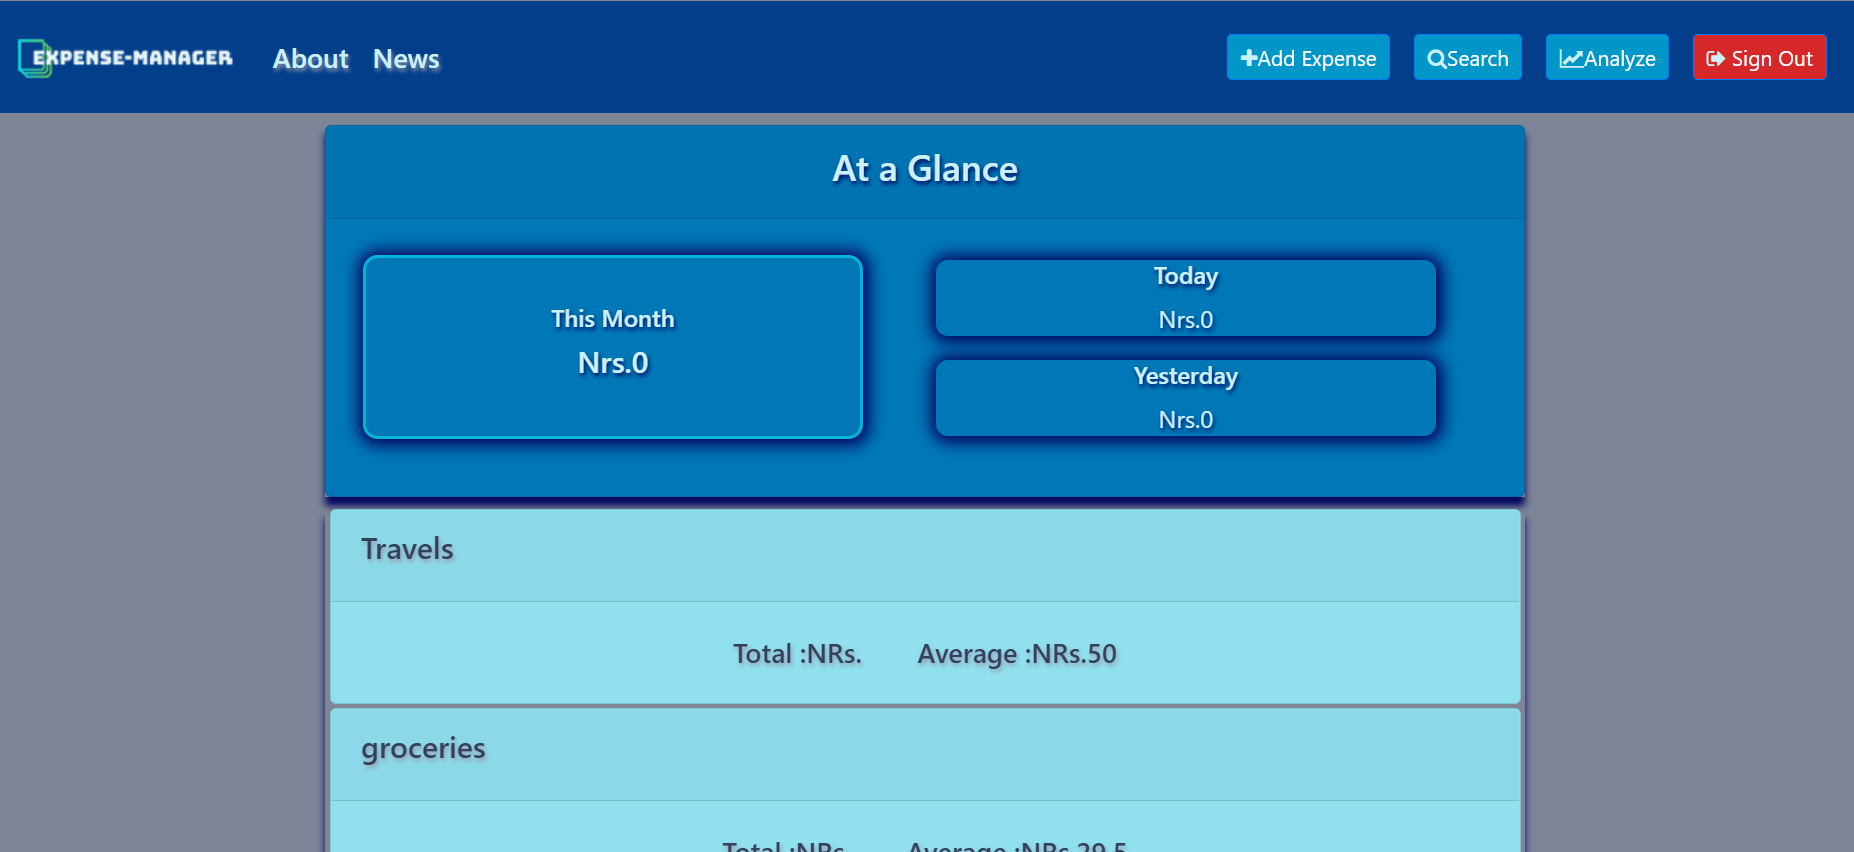 EXPENSE-MANAGER
About News
Add Expense Search Analyze Sign Out
At a Glance
This Month
Nrs.0
Today
Nrs.0
Yesterday
Nrs.0
Travels
Total :NRs. Average :NRs.50
groceries
Total :NRs. Average :NRs.29.5